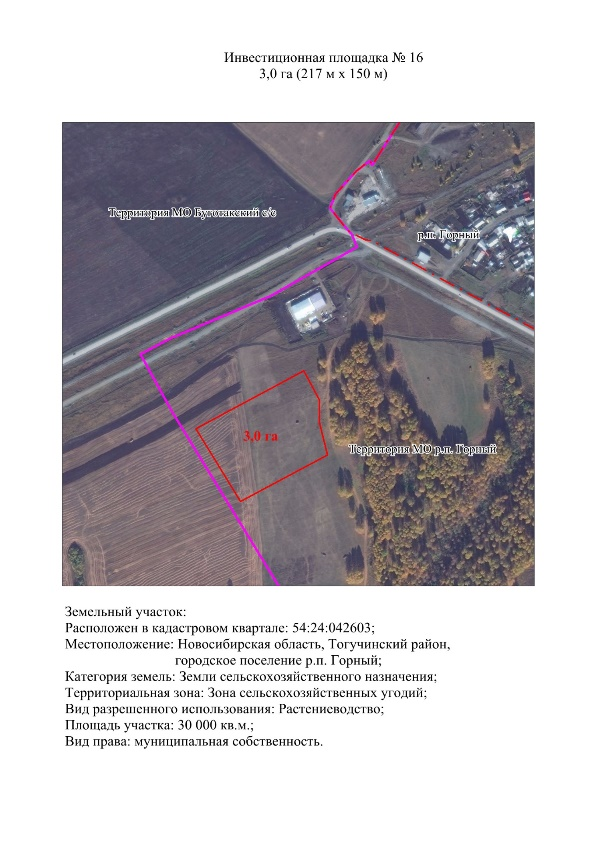 Инвестиционная площадка № 16
3,0 га (217 м х 150 м)
Территория МО Буготакский с/с
р.п. Горный
3,0 га
Территория МО р.п. Горный
Земельный участок:
Расположен в кадастровом квартале: 54:24:042603;
Местоположение: Новосибирская область, Тогучинский район,
городское поселение р.п. Горный;
Категория земель: Земли сельскохозяйственного назначения;
Территориальная зона: Зона сельскохозяйственных угодий;
Вид разрешенного использования: Растениеводство;
Площадь участка: 30 000 кв.м.;
Вид права: муниципальная собственность.